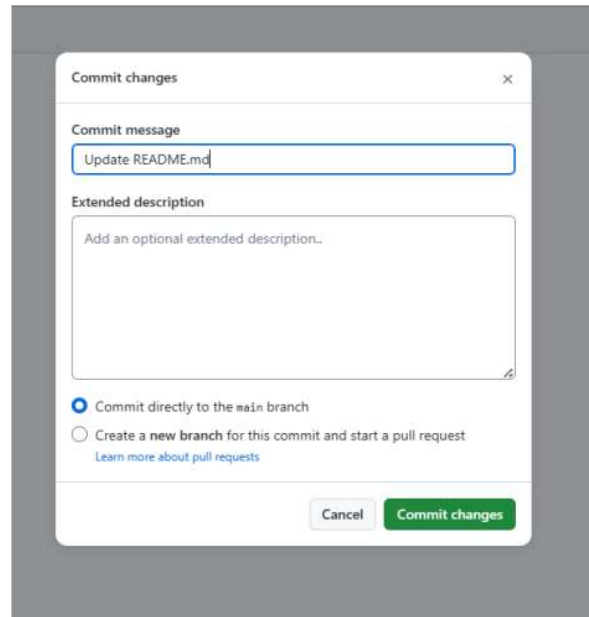 Commit changes
Commit message
Update README.md
Extended description
Add an optional extended description..
Commit directly to the main branch
Create a new branch for this commit and start a pull request
Learn more about pull requests
Cancel
Commit changes